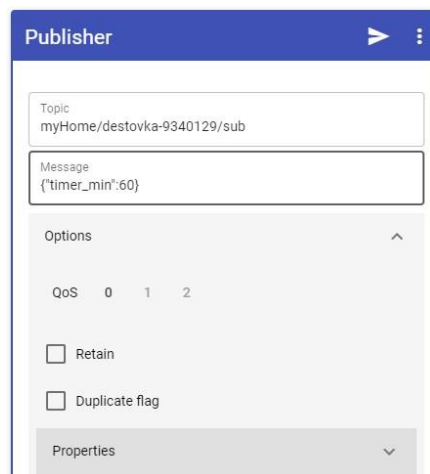 Publisher
Topic
myHome/destovka-9340129/sub
Message
{"timer_min":60}
Options
QoS 0 1 2
Retain
Duplicate flag
Properties